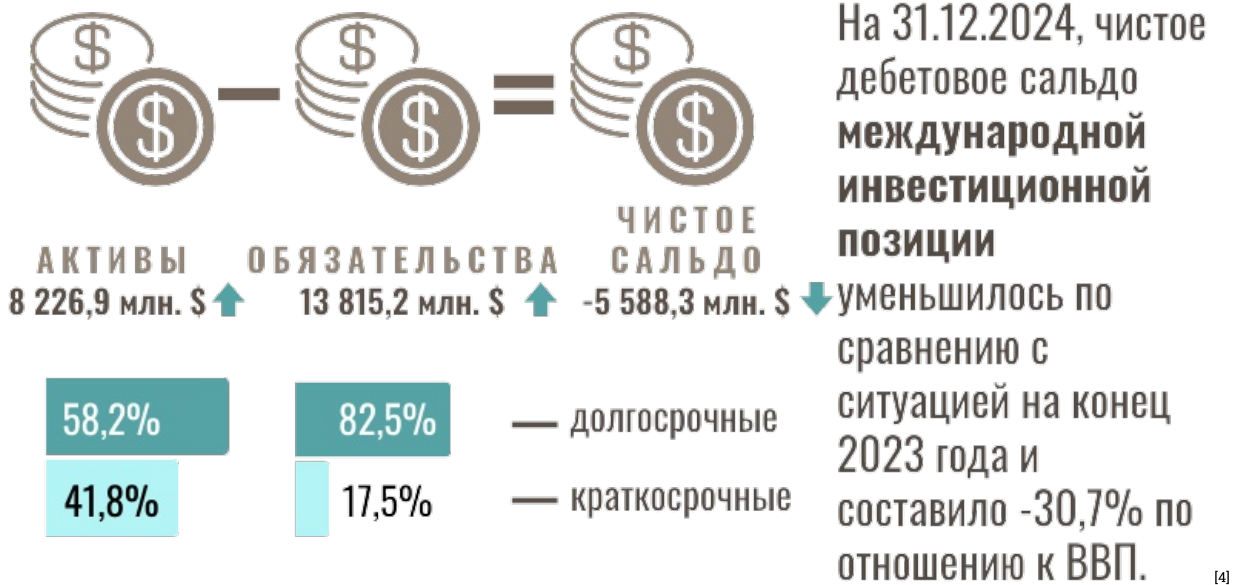 АКТИВЫ
8 226,9 млн. $
ОБЯЗАТЕЛЬСТВА
13 815,2 млн. $
ЧИСТОЕ
САЛЬДО
-5 588,3 млн. $
58,2%
82,5%
— долгосрочные
41,8%
17,5%
— краткосрочные
На 31.12.2024, чистое
дебетовое сальдо
международной
инвестиционной
позиции
уменьшилось по
сравнению с
ситуацией на конец
2023 года и
составило -30,7% по
отношению к ВВП.
[4]